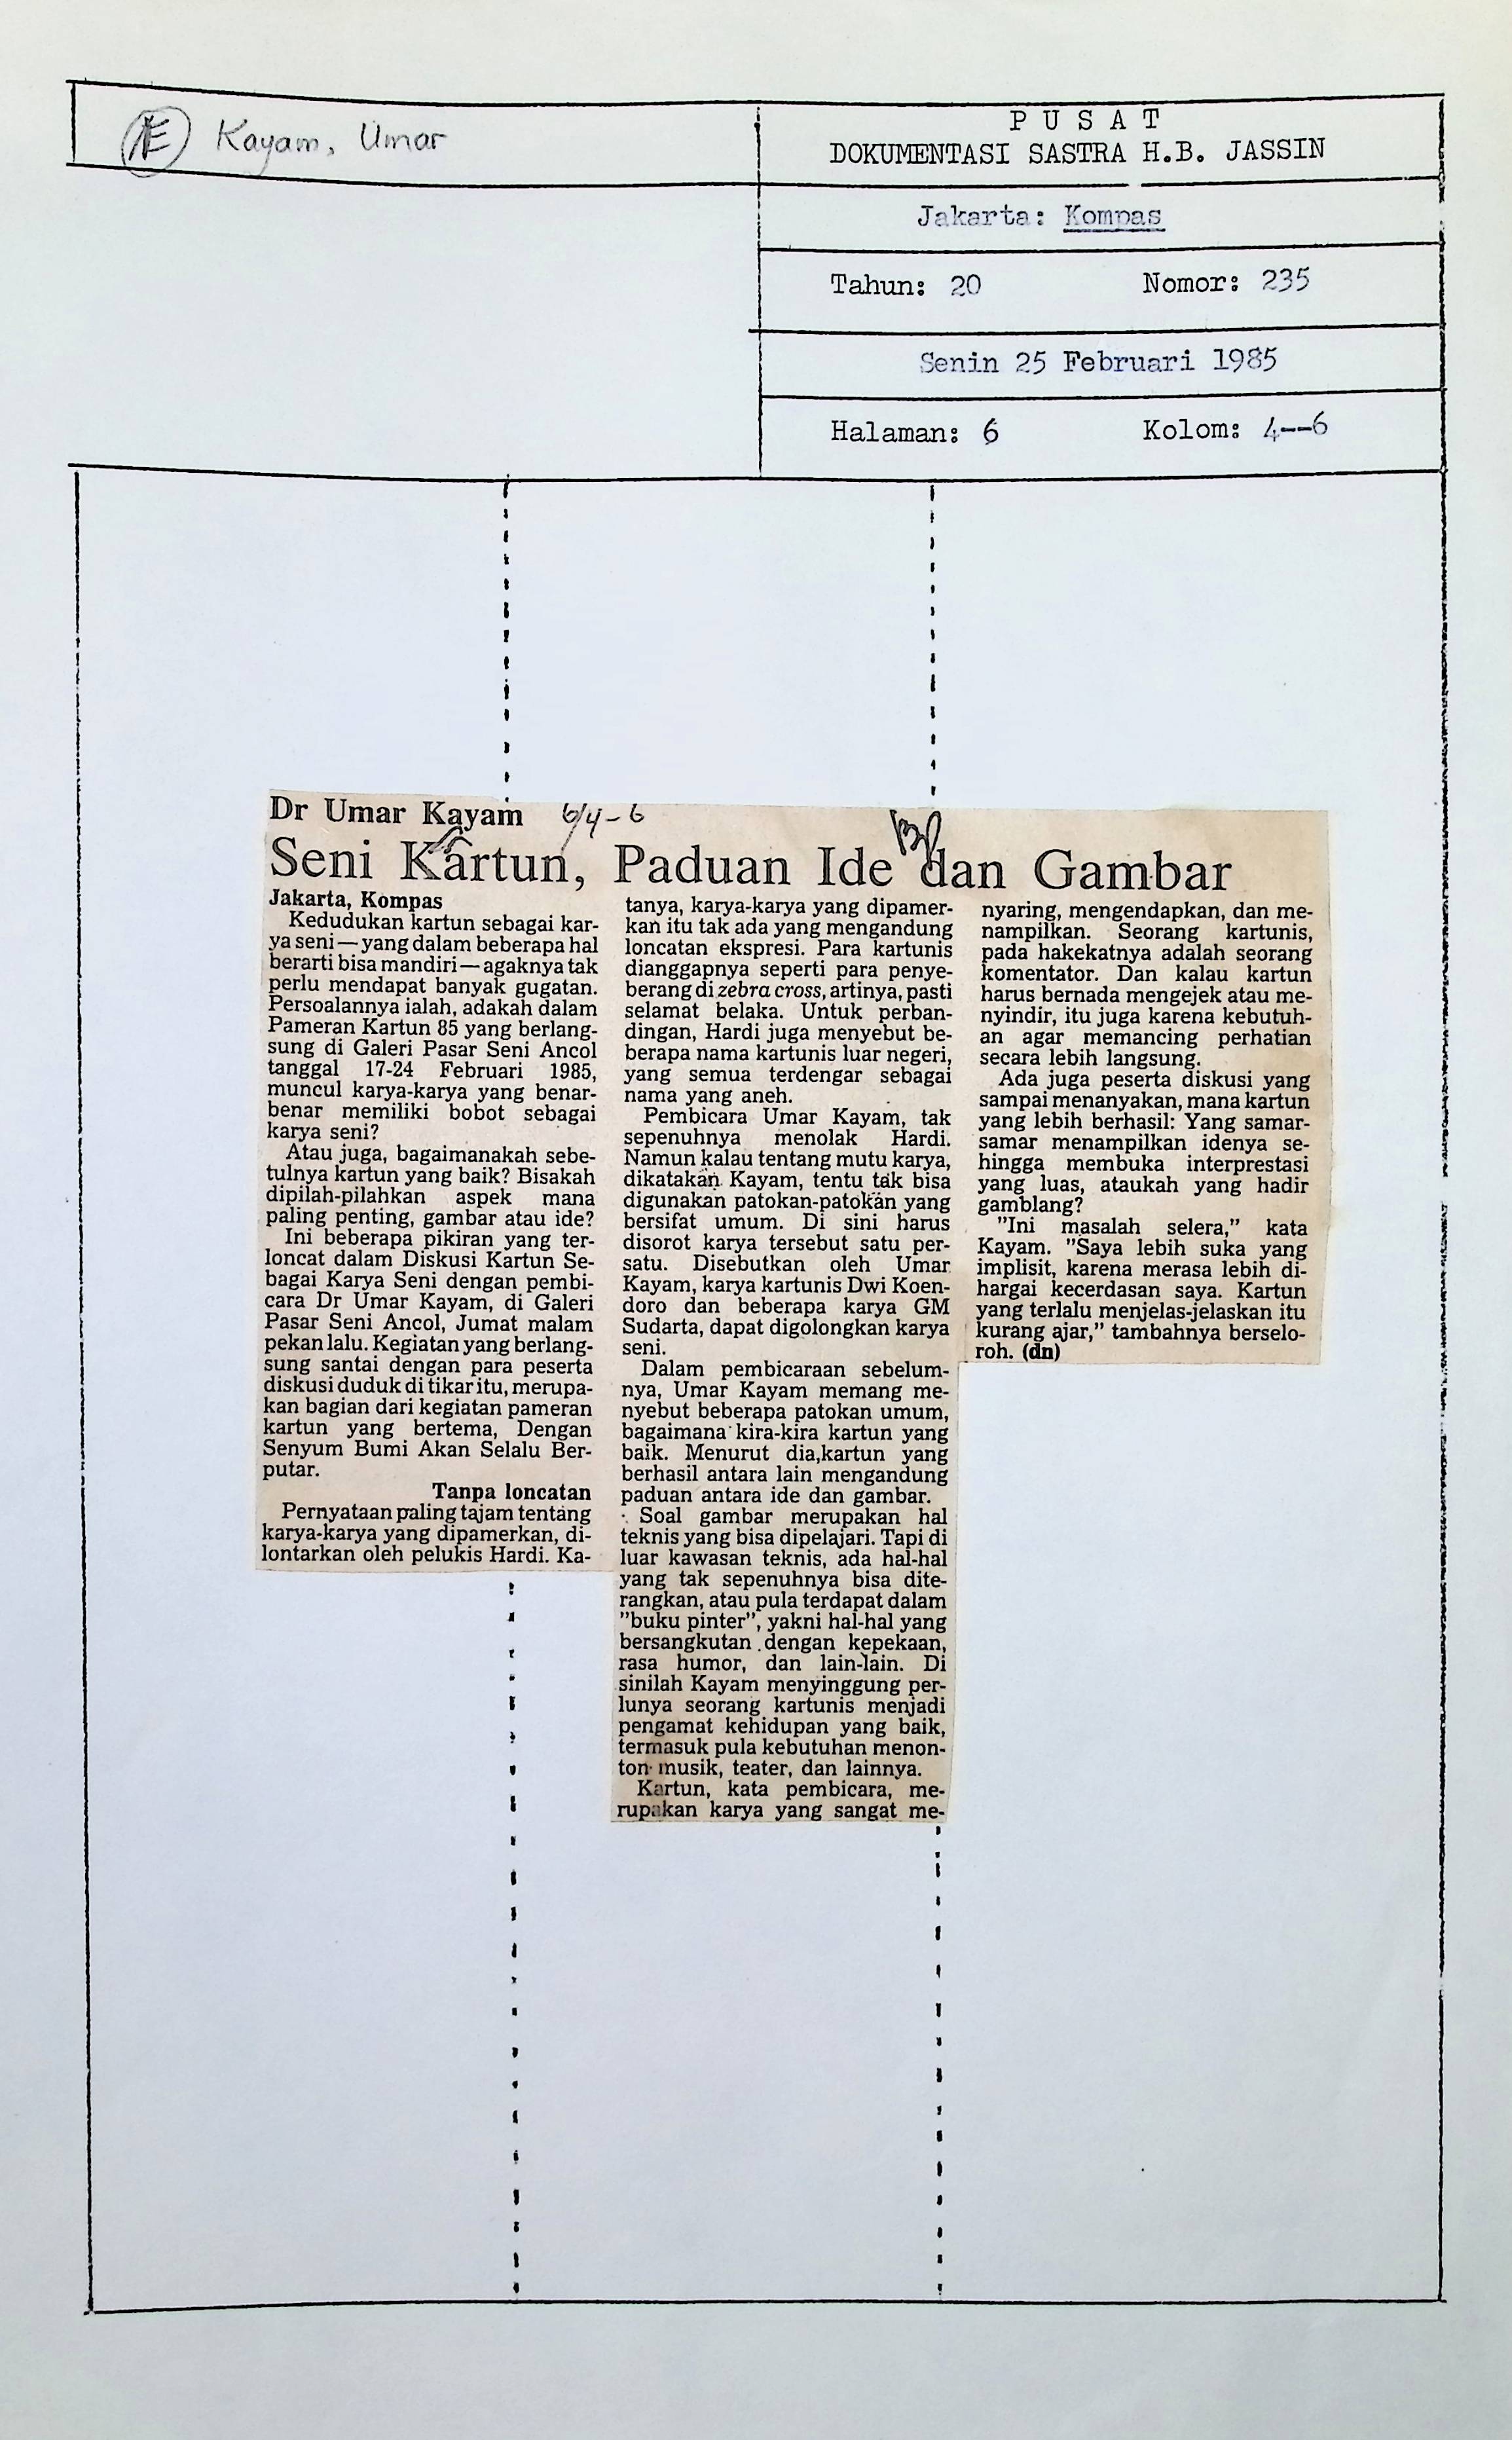 Kayam, Umar
P U S A T
DOKUMENTASI SASTRA H.B. JASSIN
Jakarta: Kompas
Tahun: 20 Nomor: 235
Senin 25 Februari 1985
Halaman: 6 Kolom: 4--6
Dr Umar Kayam 6/4-6
Seni Kartun, Paduan Ide dan Gambar
Jakarta, Kompas
Kedudukan kartun sebagai kar-
ya seni—yang dalam beberapa hal
berarti bisa mandiri—agaknya tak
perlu mendapat banyak gugatan.
Persoalannya ialah, adakah dalam
Pameran Kartun 85 yang berlang-
sung di Galeri Pasar Seni Ancol
tanggal 17-24 Februari 1985,
muncul karya-karya yang benar-
benar memiliki bobot sebagai
karya seni?
Atau juga, bagaimanakah sebe-
tulnya kartun yang baik? Bisakah
dipilah-pilahkan aspek mana
paling penting, gambar atau ide?
Ini beberapa pikiran yang ter-
loncat dalam Diskusi Kartun Se-
bagai Karya Seni dengan pembi-
cara Dr Umar Kayam, di Galeri
Pasar Seni Ancol, Jumat malam
pekan lalu. Kegiatan yang berlang-
sung santai dengan para peserta
diskusi duduk di tikar itu, merupa-
kan bagian dari kegiatan pameran
kartun yang bertema, Dengan
Senyum Bumi Akan Selalu Ber-
putar.
Tanpa loncatan
Pernyataan paling tajam tentang
karya-karya yang dipamerkan, di-
lontarkan oleh pelukis Hardi. Ka-
tanya, karya-karya yang dipamer-
kan itu tak ada yang mengandung
loncatan ekspresi. Para kartunis
dianggapnya seperti para penye-
berang di zebra cross, artinya, pasti
selamat belaka. Untuk perban-
dingan, Hardi juga menyebut be-
berapa nama kartunis luar negeri,
yang semua terdengar sebagai
nama yang aneh.
Pembicara Umar Kayam, tak
sepenuhnya menolak Hardi.
Namun kalau tentang mutu karya,
dikatakan Kayam, tentu tak bisa
digunakan patokan-patokan yang
bersifat umum. Di sini harus
disorot karya tersebut satu per-
satu. Disebutkan oleh Umar
Kayam, karya kartunis Dwi Koen-
doro dan beberapa karya GM
Sudarta, dapat digolongkan karya
seni.
Dalam pembicaraan sebelum-
nya, Umar Kayam memang me-
nyebut beberapa patokan umum,
bagaimana kira-kira kartun yang
baik. Menurut dia,kartun yang
berhasil antara lain mengandung
paduan antara ide dan gambar.
Soal gambar merupakan hal
teknis yang bisa dipelajari. Tapi di
luar kawasan teknis, ada hal-hal
yang tak sepenuhnya bisa dite-
rangkan, atau pula terdapat dalam
"buku pinter", yakni hal-hal yang
bersangkutan dengan kepekaan,
rasa humor, dan lain-lain. Di
sinilah Kayam menyinggung per-
lunya seorang kartunis menjadi
pengamat kehidupan yang baik,
termasuk pula kebutuhan menon-
ton musik, teater, dan lainnya.
Kartun, kata pembicara, me-
rupakan karya yang sangat me-
nyaring, mengendapkan, dan me-
nampilkan. Seorang kartunis,
pada hakekatnya adalah seorang
komentator. Dan kalau kartun
harus bernada mengejek atau me-
nyindir, itu juga karena kebutuh-
an agar memancing perhatian
secara lebih langsung.
Ada juga peserta diskusi yang
sampai menanyakan, mana kartun
yang lebih berhasil: Yang samar-
samar menampilkan idenya se-
hingga membuka interprestasi
yang luas, ataukah yang hadir
gamblang?
"Ini masalah selera," kata
Kayam. "Saya lebih suka yang
implisit, karena merasa lebih di-
hargai kecerdasan saya. Kartun
yang terlalu menjelas-jelaskan itu
kurang ajar," tambahnya berselo-
roh. (dn)